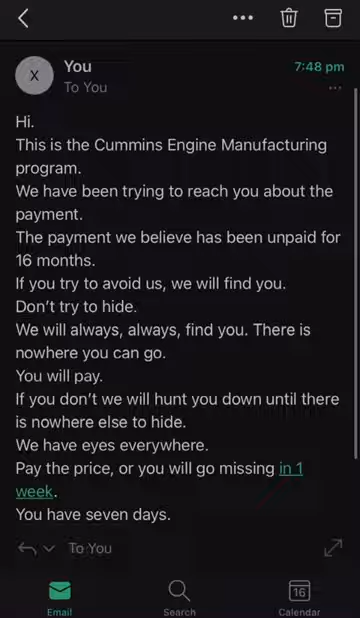 You
7:48 pm
X
To You
Hi.
This is the Cummins Engine Manufacturing
program.
We have been trying to reach you about the
payment.
The payment we believe has been unpaid for
16 months.
If you try to avoid us, we will find you.
Don't try to hide.
We will always, always, find you. There is
nowhere you can go.
You will pay.
If you don't we will hunt you down until there
is nowhere else to hide.
We have eyes everywhere.
Pay the price, or you will go missing in 1
week.
You have seven days.
To You
16
Email
Search
Calendar